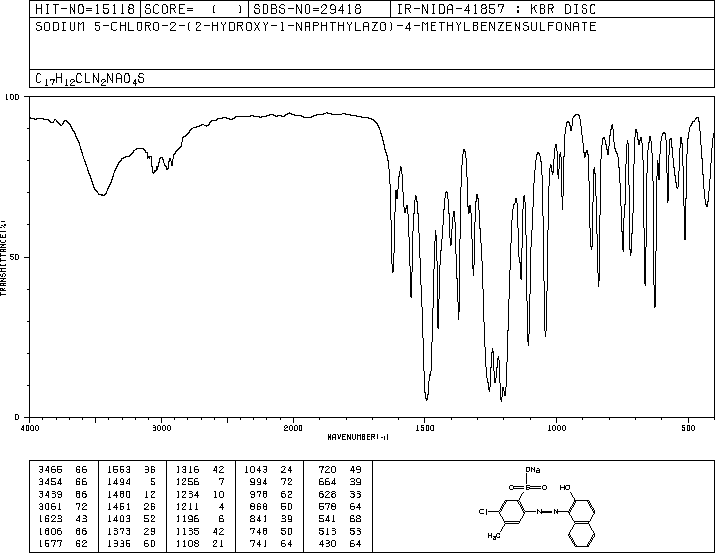 HIT-NO=15118 SCORE= ( ) SDBS-NO=29418 IR-NIDA-41857 : KBR DISC
SODIUM 5-CHLORO-2-(2-HYDROXY-1-NAPHTHYLAZO)-4-METHYLBENZENSULFONATE
C17H12CLN2NAO4S
100
50
0
TRANSMITTANCE(%)
4000 3000 2000 1500 1000 500
WAVENUMBER(-1)
3466 66 1553 36 1316 42 1043 24 720 49
3454 66 1494 5 1256 7 994 72 664 39
3439 66 1480 12 1234 10 978 62 628 33
3061 72 1451 26 1211 4 868 50 578 64
1623 43 1403 52 1196 6 841 39 541 68
1606 62 1373 29 1135 42 748 50 513 53
1577 62 1336 60 1108 21 741 64 430 64
ONa
O S O
HO
Cl
N N
H3C